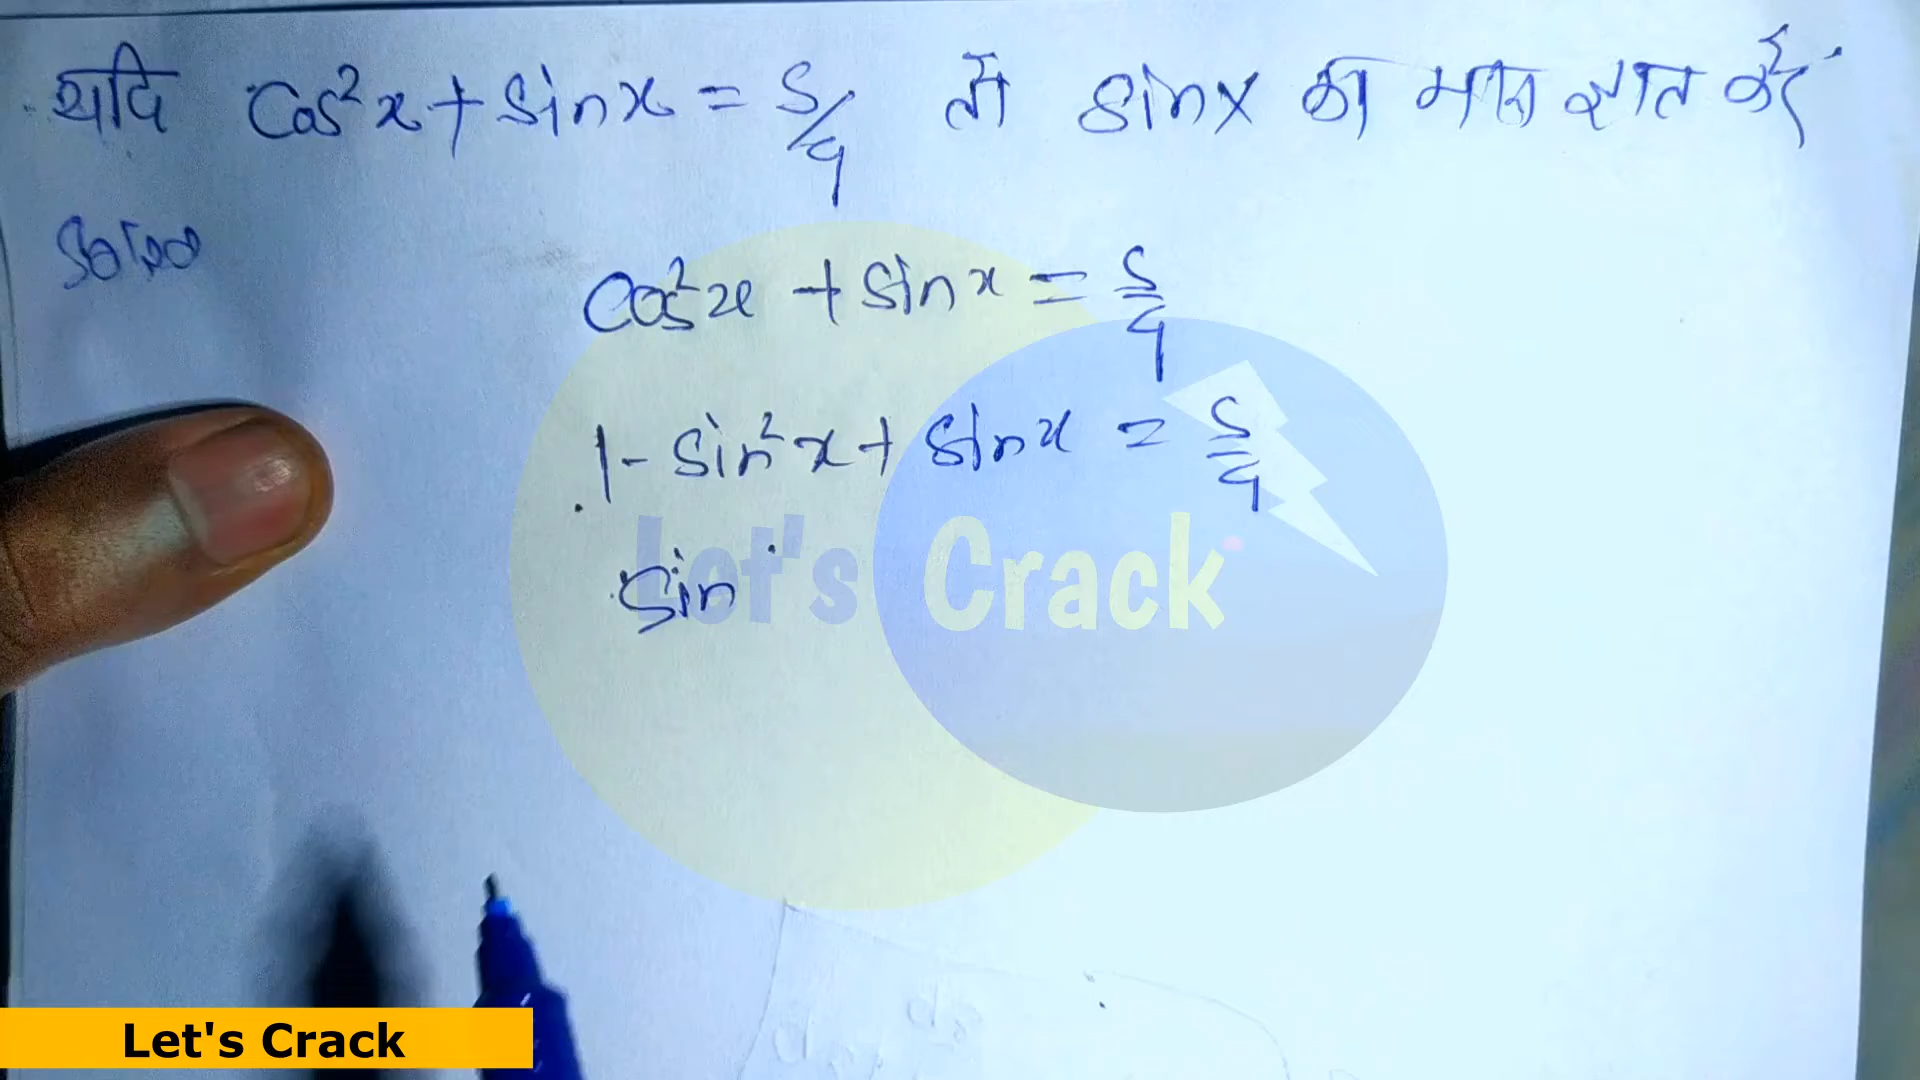 यदि cos²x + sinx = 5/4 तो sinx का मान ज्ञात करें
cos²x + sinx = 5/4
1 - sin²x + sinx = 5/4
sin
Let's Crack
Let's Crack